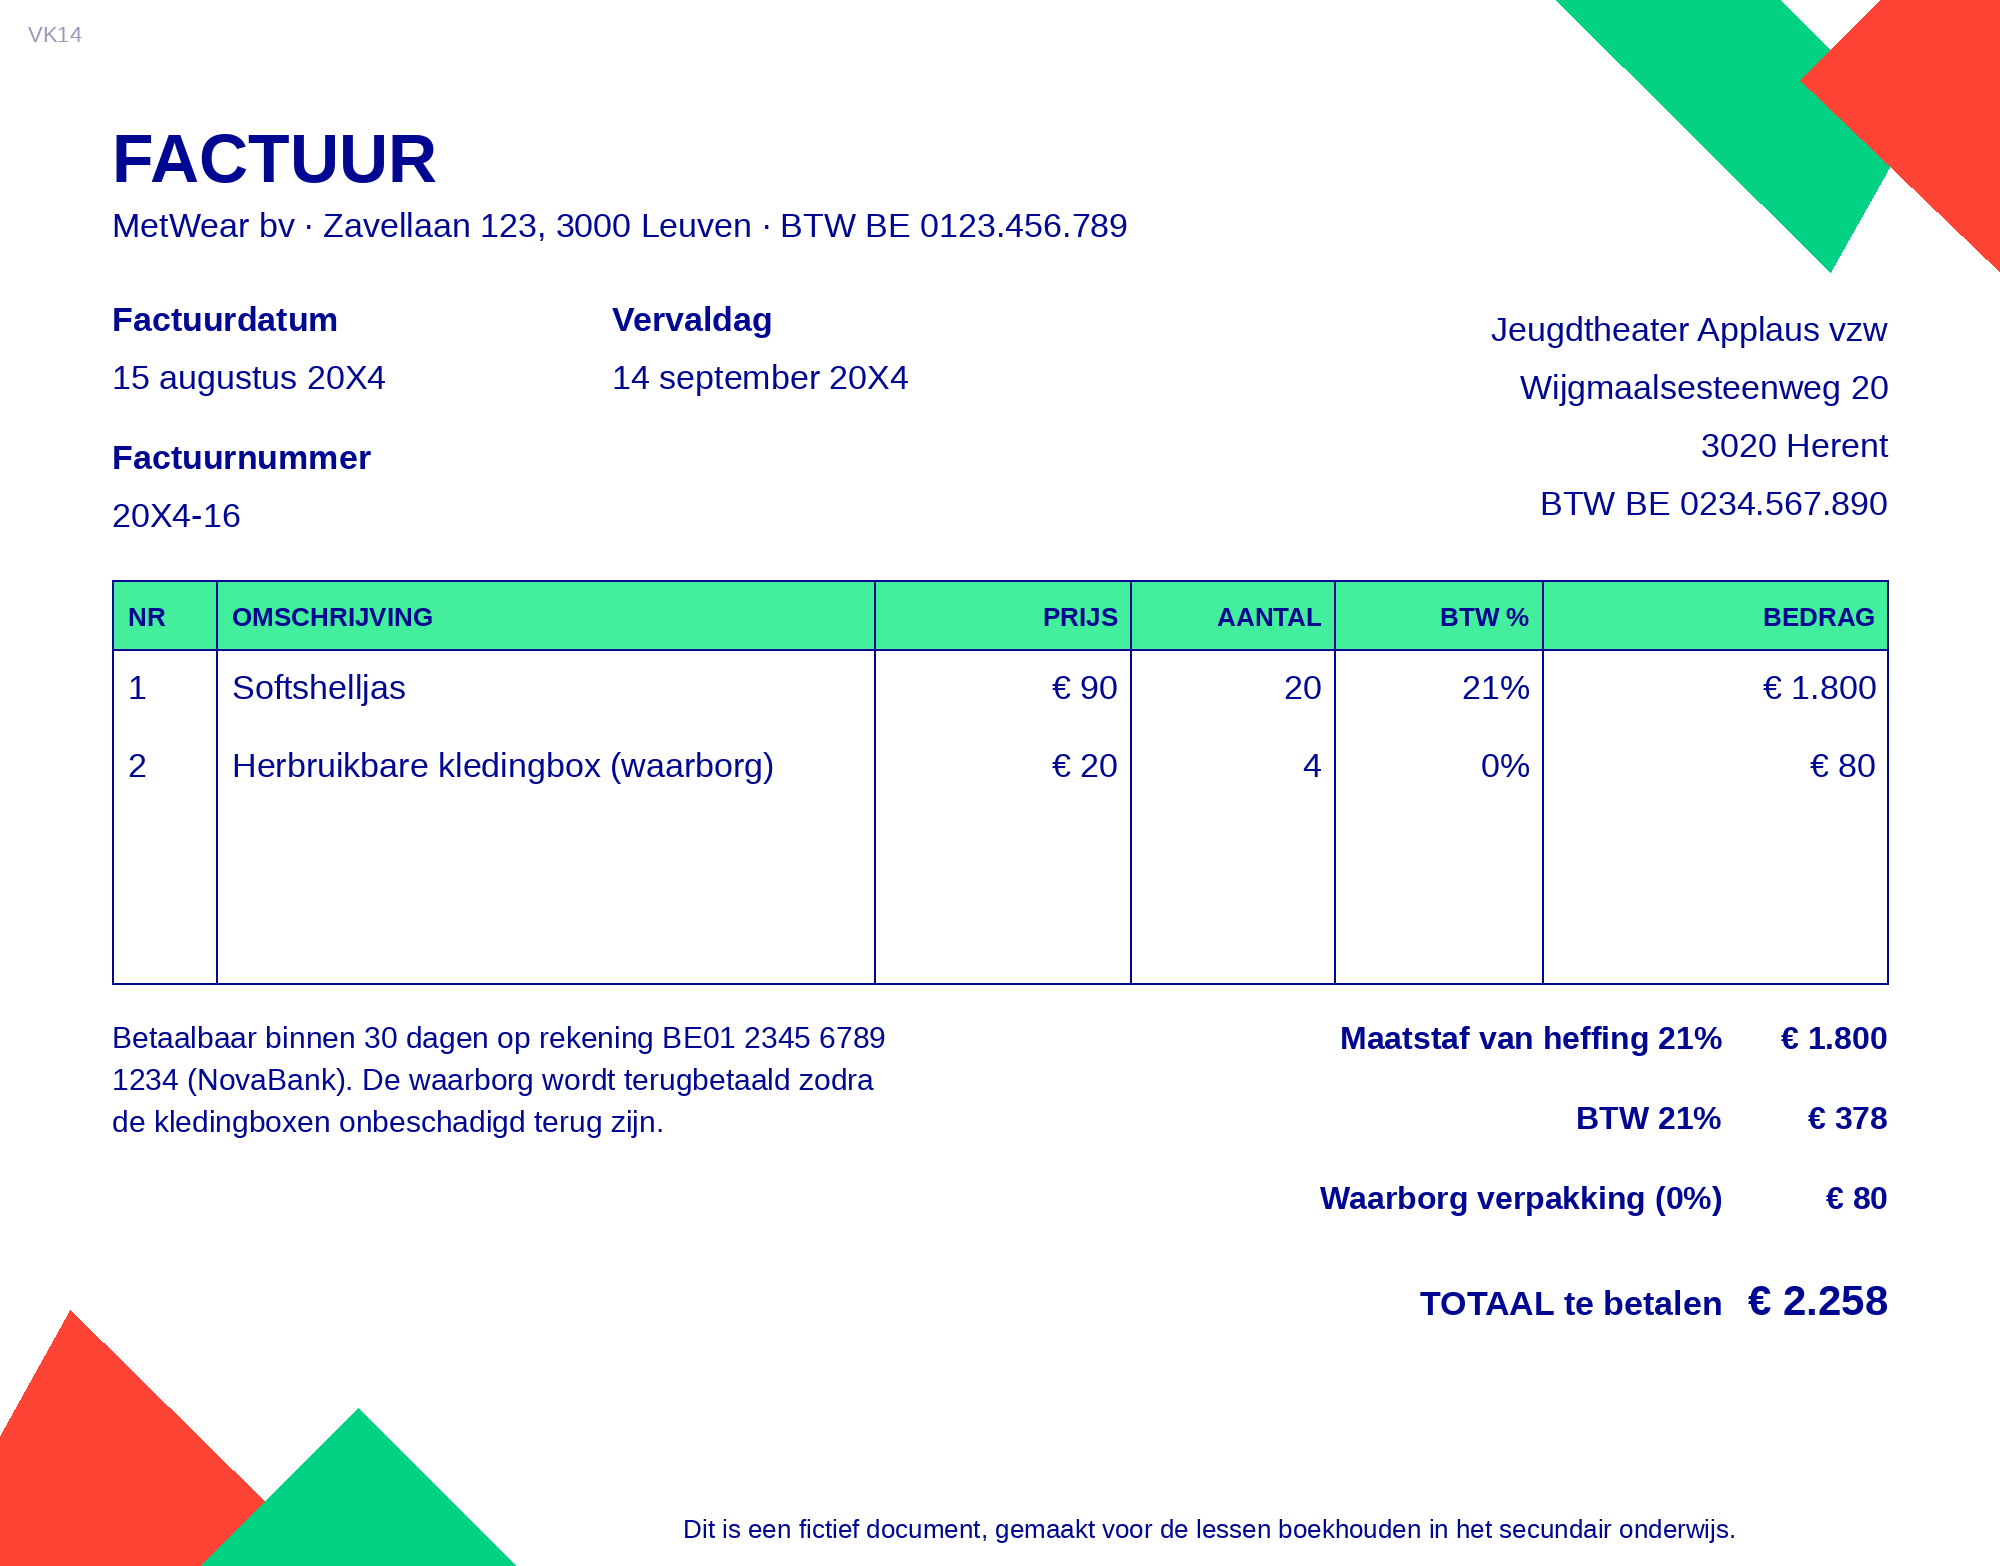 VK14
FACTUUR
MetWear bv · Zavellaan 123, 3000 Leuven · BTW BE 0123.456.789
Factuurdatum
15 augustus 20X4
Vervaldag
14 september 20X4
Factuurnummer
20X4-16
Jeugdtheater Applaus vzw
Wijgmaalsesteenweg 20
3020 Herent
BTW BE 0234.567.890
NR OMSCHRIJVING PRIJS AANTAL BTW % BEDRAG
1 Softshelljas € 90 20 21% € 1.800
2 Herbruikbare kledingbox (waarborg) € 20 4 0% € 80
Betaalbaar binnen 30 dagen op rekening BE01 2345 6789
1234 (NovaBank). De waarborg wordt terugbetaald zodra
de kledingboxen onbeschadigd terug zijn.
Maatstaf van heffing 21% € 1.800
BTW 21% € 378
Waarborg verpakking (0%) € 80
TOTAAL te betalen € 2.258
Dit is een fictief document, gemaakt voor de lessen boekhouden in het secundair onderwijs.